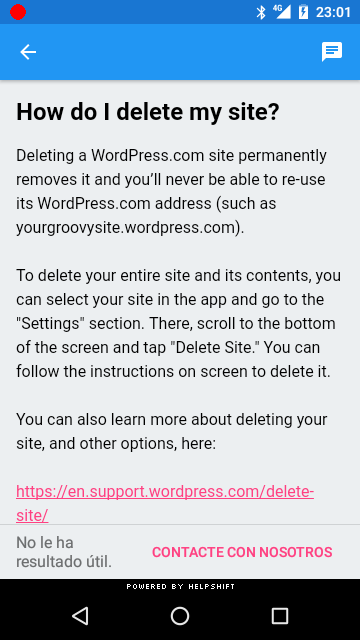 4G 23:01
How do I delete my site?
Deleting a WordPress.com site permanently
removes it and you’ll never be able to re-use
its WordPress.com address (such as
yourgroovysite.wordpress.com).
To delete your entire site and its contents, you
can select your site in the app and go to the
"Settings" section. There, scroll to the bottom
of the screen and tap "Delete Site." You can
follow the instructions on screen to delete it.
You can also learn more about deleting your
site, and other options, here:
https://en.support.wordpress.com/delete-
site/
No le ha
resultado útil.
CONTACTE CON NOSOTROS
POWERED BY HELPSHIFT